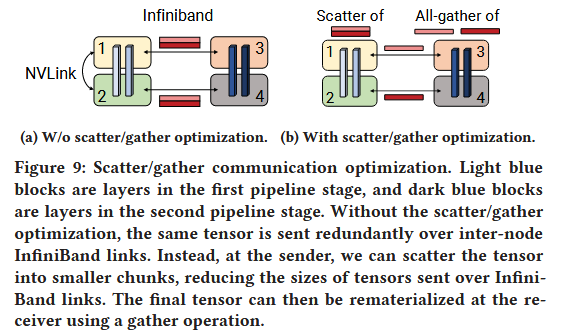 Infiniband
Scatter of
All-gather of
1
3
NVLink
2
4
1
3
2
4
(a) W/o scatter/gather optimization.
(b) With scatter/gather optimization.
Figure 9: Scatter/gather communication optimization. Light blue
blocks are layers in the first pipeline stage, and dark blue blocks
are layers in the second pipeline stage. Without the scatter/gather
optimization, the same tensor is sent redundantly over inter-node
InfiniBand links. Instead, at the sender, we can scatter the tensor
into smaller chunks, reducing the sizes of tensors sent over Infini-
Band links. The final tensor can then be rematerialized at the re-
ceiver using a gather operation.